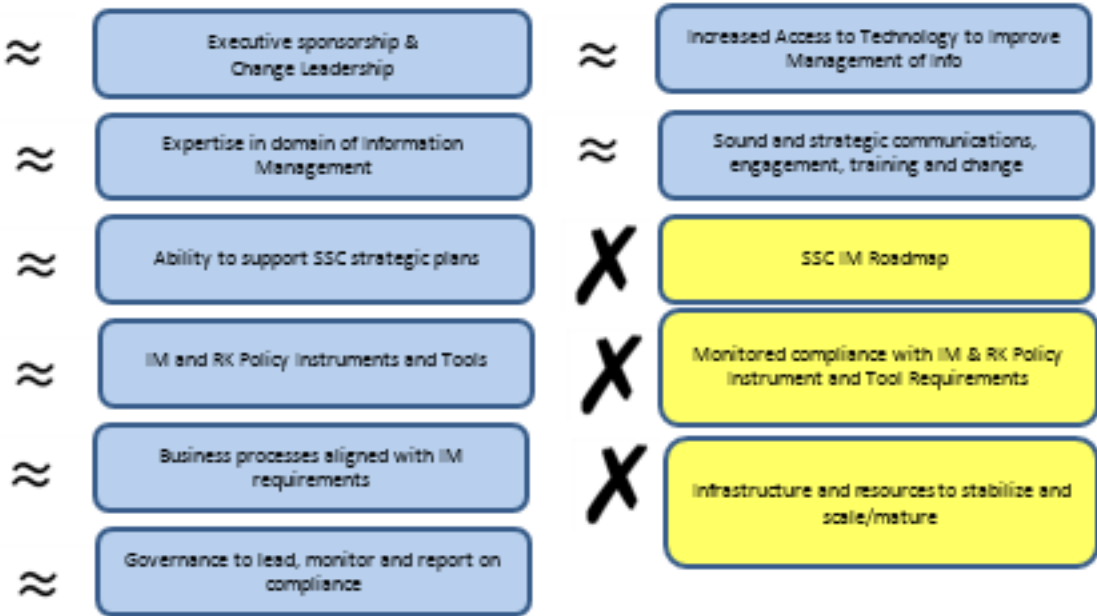 ≈ Executive sponsorship &
Change Leadership
≈ Expertise in domain of Information
Management
≈ Ability to support SSC strategic plans
≈ IM and RK Policy Instruments and Tools
≈ Business processes aligned with IM
requirements
≈ Governance to lead, monitor and report on
compliance
≈ Increased Access to Technology to Improve
Management of Info
≈ Sound and strategic communications,
engagement, training and change
✗ SSC IM Roadmap
✗ Monitored compliance with IM & RK Policy
Instrument and Tool Requirements
✗ Infrastructure and resources to stabilize and
scale/mature